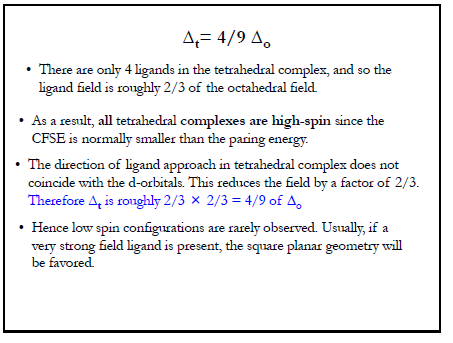 Δt= 4/9 Δo
• There are only 4 ligands in the tetrahedral complex, and so the
ligand field is roughly 2/3 of the octahedral field.
• As a result, all tetrahedral complexes are high-spin since the
CFSE is normally smaller than the paring energy.
• The direction of ligand approach in tetrahedral complex does not
coincide with the d-orbitals. This reduces the field by a factor of 2/3.
Therefore Δt is roughly 2/3 × 2/3 = 4/9 of Δo
• Hence low spin configurations are rarely observed. Usually, if a
very strong field ligand is present, the square planar geometry will
be favored.